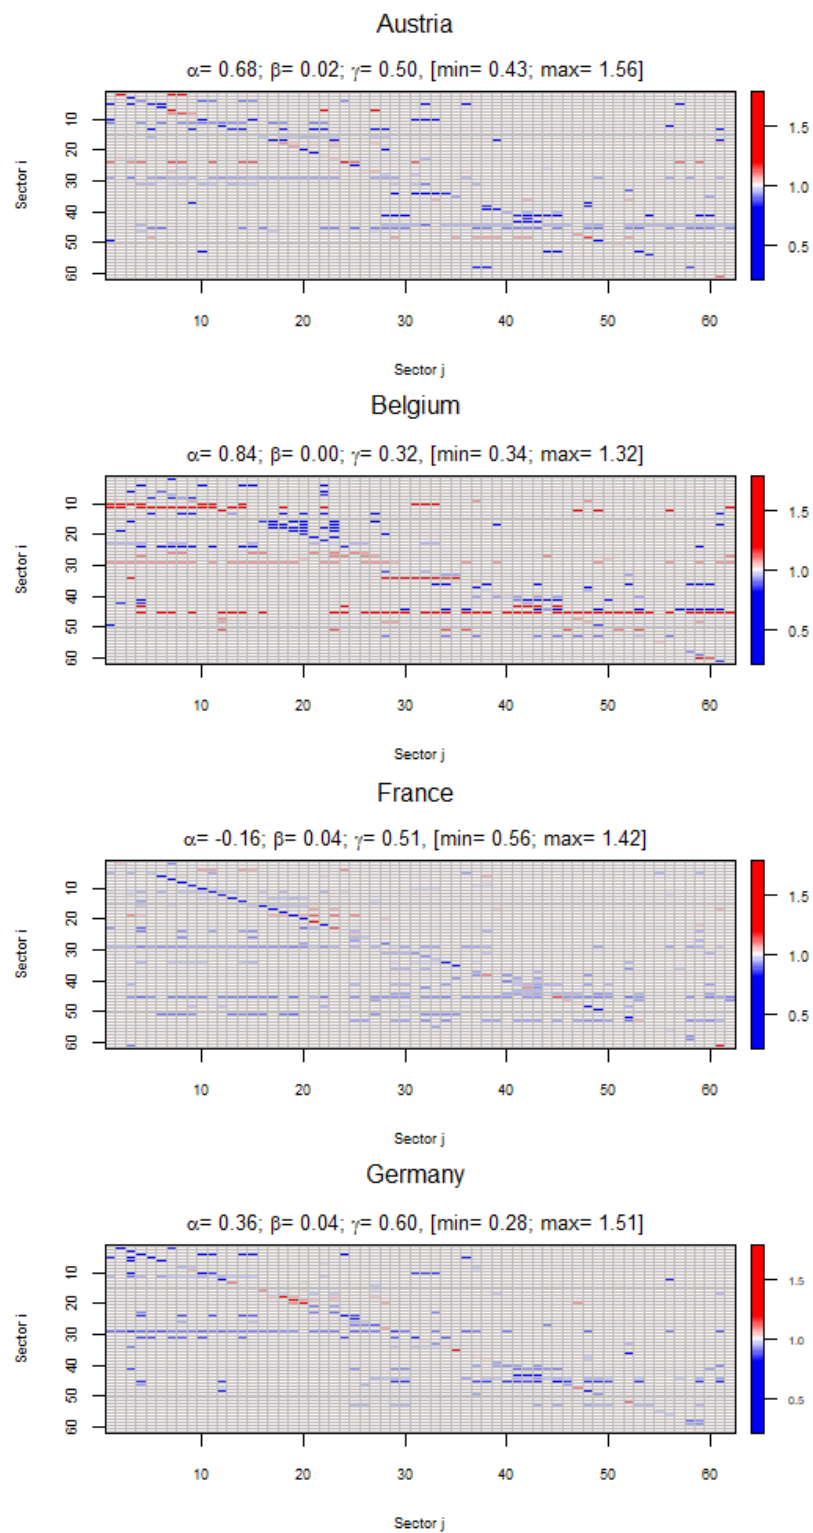 Austria
α= 0.68; β= 0.02; γ= 0.50, [min= 0.43; max= 1.56]
Sector i
10
20
30
40
50
60
1.5
1.0
0.5
10 20 30 40 50 60
Sector j
Belgium
α= 0.84; β= 0.00; γ= 0.32, [min= 0.34; max= 1.32]
Sector i
10
20
30
40
50
60
1.5
1.0
0.5
10 20 30 40 50 60
Sector j
France
α= -0.16; β= 0.04; γ= 0.51, [min= 0.56; max= 1.42]
Sector i
10
20
30
40
50
60
1.5
1.0
0.5
10 20 30 40 50 60
Sector j
Germany
α= 0.36; β= 0.04; γ= 0.60, [min= 0.28; max= 1.51]
Sector i
10
20
30
40
50
60
1.5
1.0
0.5
10 20 30 40 50 60
Sector j